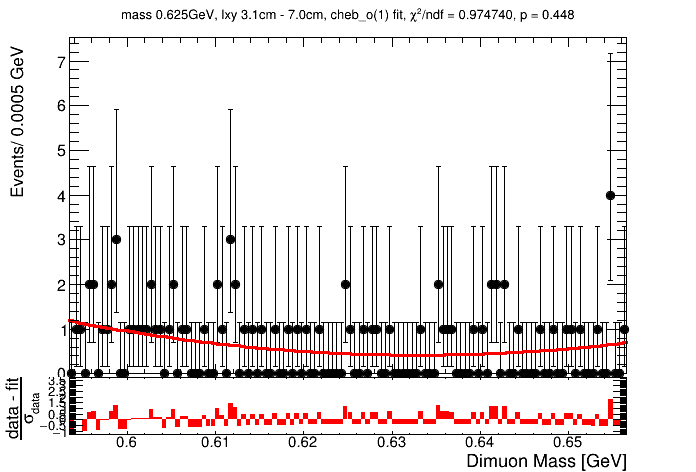 mass 0.625GeV, lxy 3.1cm - 7.0cm, cheb_o(1) fit, χ²/ndf = 0.974740, p = 0.448
Events/ 0.0005 GeV
7
6
5
4
3
2
1
0
data - fit
σdata
0.6 0.61 0.62 0.63 0.64 0.65
Dimuon Mass [GeV]